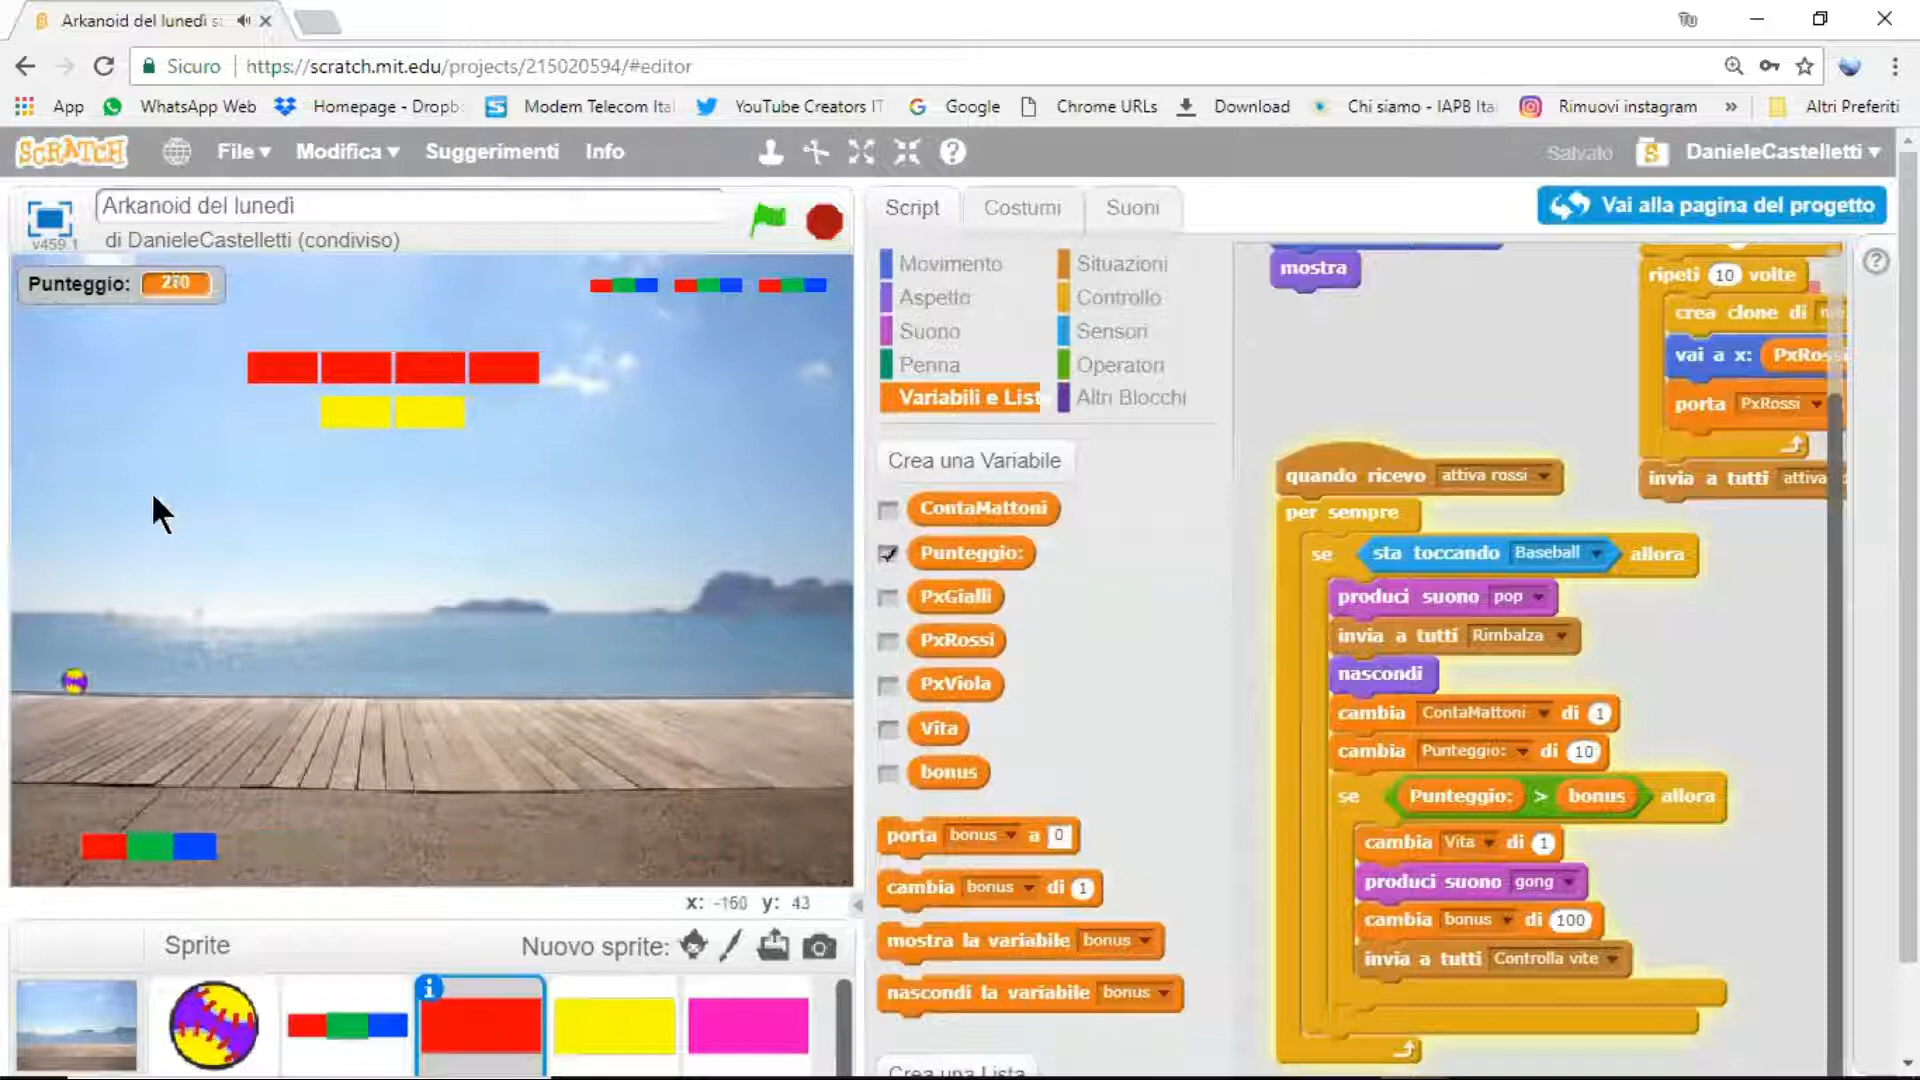 Arkanoid del lunedì s
Tu
Sicuro
https://scratch.mit.edu/projects/215020594/#editor
App
WhatsApp Web
Homepage - Dropb
Modem Telecom Ita
YouTube Creators IT
Google
Chrome URLs
Download
Chi siamo - IAPB Ita
Rimuovi instagram
»
Altri Preferiti
SCRATCH
File
Modifica
Suggerimenti
Info
Salvato
DanieleCastelletti
Arkanoid del lunedì
v459.1
di DanieleCastelletti (condiviso)
Punteggio: 270
Script
Costumi
Suoni
Vai alla pagina del progetto
Movimento
Situazioni
Aspetto
Controllo
Suono
Sensori
Penna
Operatori
Variabili e List
Altri Blocchi
Crea una Variabile
ContaMattoni
Punteggio:
PxGialli
PxRossi
PxViola
Vita
bonus
porta bonus a 0
cambia bonus di 1
mostra la variabile bonus
nascondi la variabile bonus
Crea una Lista
mostra
ripeti 10 volte
crea clone di
vai a x: PxRos
porta PxRossi
invia a tutti attiva
quando ricevo attiva rossi
per sempre
se sta toccando Baseball allora
produci suono pop
invia a tutti Rimbalza
nascondi
cambia ContaMattoni di 1
cambia Punteggio: di 10
se Punteggio: > bonus allora
cambia Vita di 1
produci suono gong
cambia bonus di 100
invia a tutti Controlla vite
x: -160 y: 43
Sprite
Nuovo sprite: